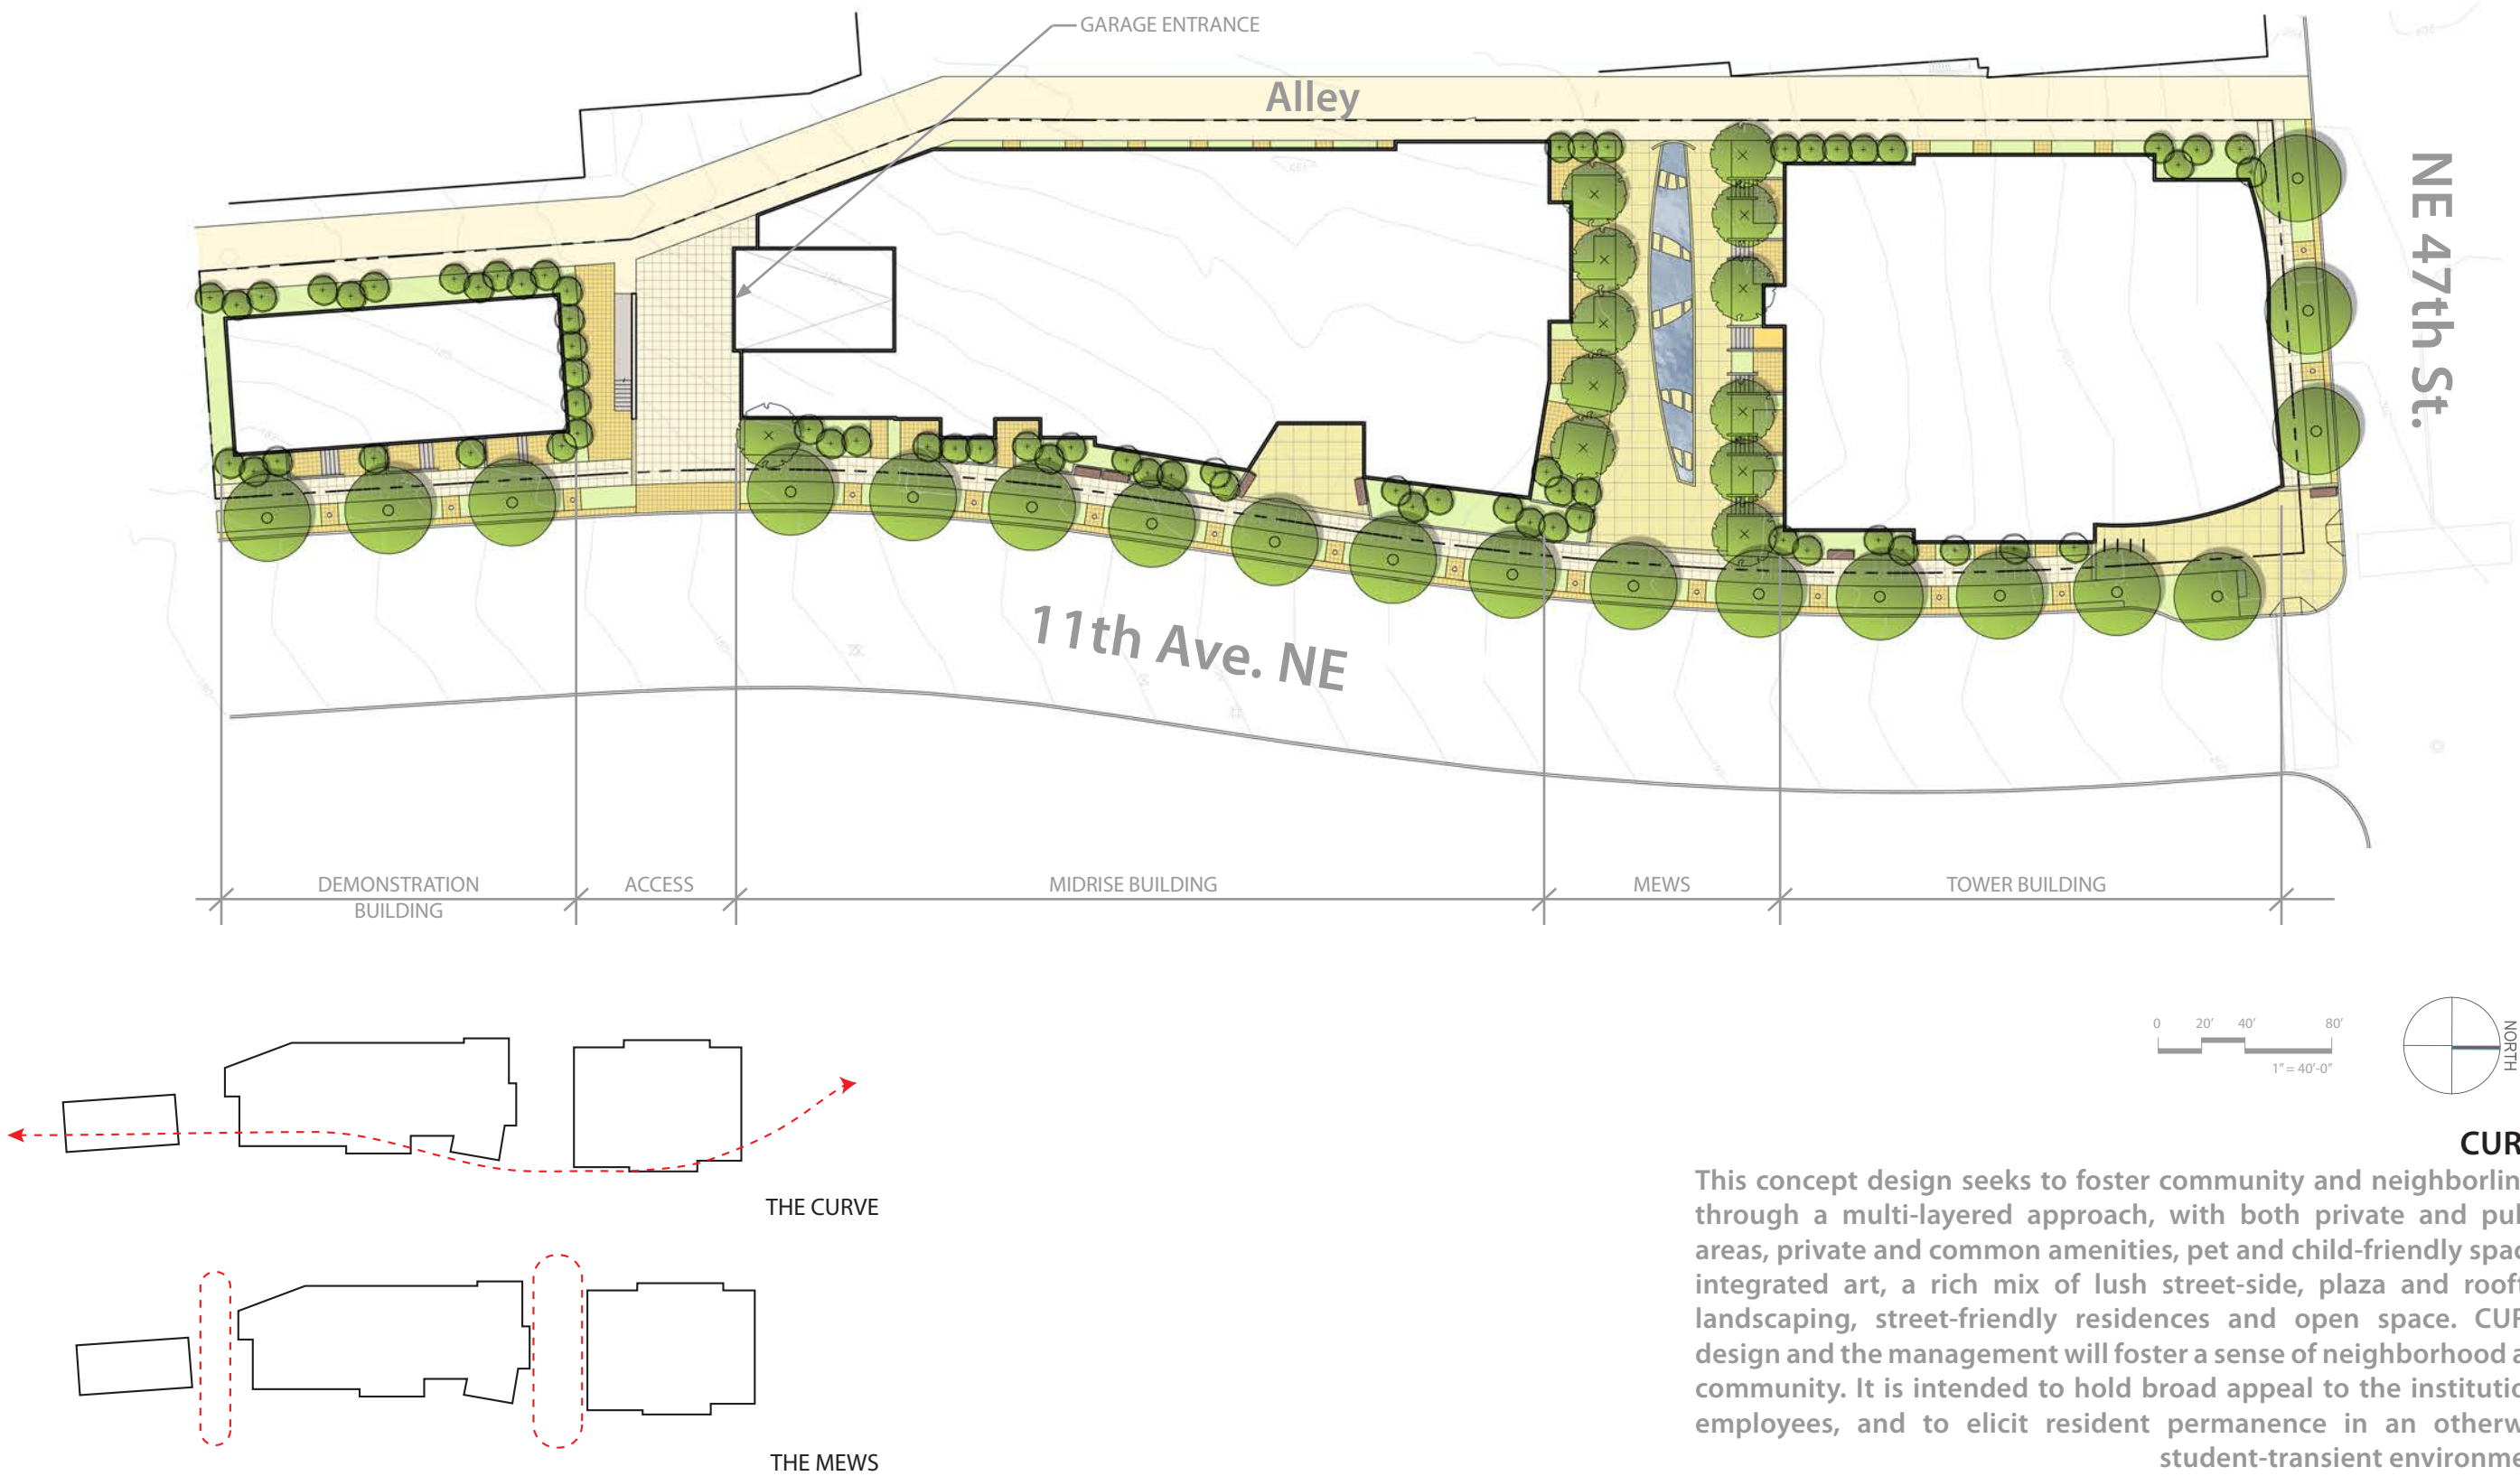 GARAGE ENTRANCE
Alley
NE 47th St.
11th Ave. NE
DEMONSTRATION
BUILDING
ACCESS
MIDRISE BUILDING
MEWS
TOWER BUILDING
0 20' 40' 80'
1" = 40'-0"
NORTH
THE CURVE
THE MEWS
CUR
This concept design seeks to foster community and neighborlin
through a multi-layered approach, with both private and pu
areas, private and common amenities, pet and child-friendly spa
integrated art, a rich mix of lush street-side, plaza and roof
landscaping, street-friendly residences and open space. CUR
design and the management will foster a sense of neighborhood a
community. It is intended to hold broad appeal to the institutio
employees, and to elicit resident permanence in an otherw
student-transient environme